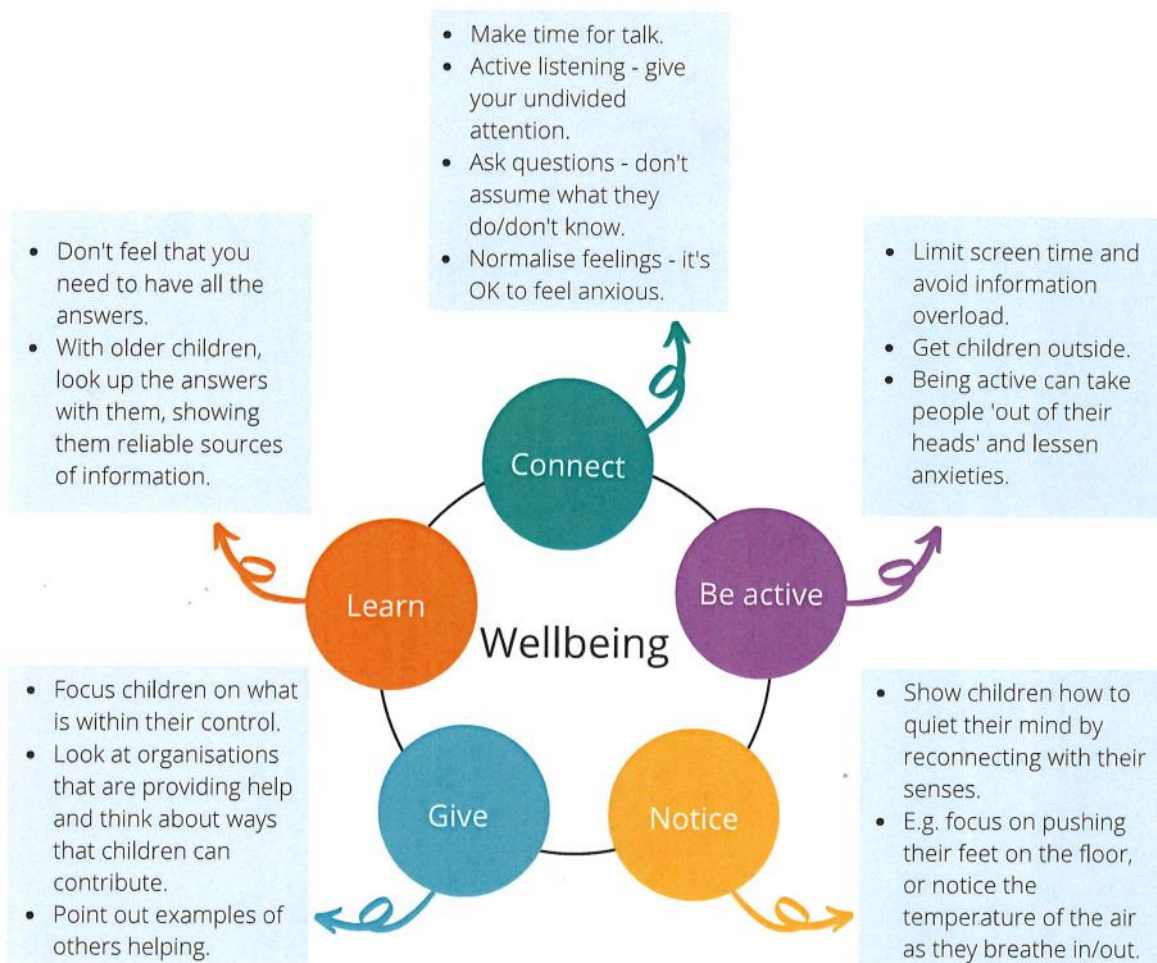 • Make time for talk.
• Active listening - give
your undivided
attention.
• Ask questions - don't
assume what they
do/don't know.
• Normalise feelings - it's
OK to feel anxious.
• Don't feel that you
need to have all the
answers.
• With older children,
look up the answers
with them, showing
them reliable sources
of information.
• Limit screen time and
avoid information
overload.
• Get children outside.
• Being active can take
people 'out of their
heads' and lessen
anxieties.
Connect
Learn
Be active
Wellbeing
Give
Notice
• Focus children on what
is within their control.
• Look at organisations
that are providing help
and think about ways
that children can
contribute.
• Point out examples of
others helping.
• Show children how to
quiet their mind by
reconnecting with their
senses.
• E.g. focus on pushing
their feet on the floor,
or notice the
temperature of the air
as they breathe in/out.